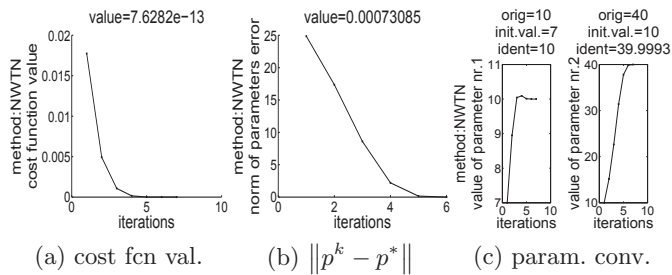 value=7.6282e−13
method:NWTN
cost function value
0.02
0.015
0.01
0.005
0
0
5
10
iterations
(a) cost fcn val.
value=0.00073085
method:NWTN
norm of parameters error
25
20
15
10
5
0
0
2
4
6
iterations
(b) ‖p^k − p^*‖
orig=10
init.val.=7
ident=10
method:NWTN
value of parameter nr.1
11
10
9
8
7
0
5
10
iterations
orig=40
init.val.=10
ident=39.9993
value of parameter nr.2
40
30
20
10
0
5
10
iterations
(c) param. conv.